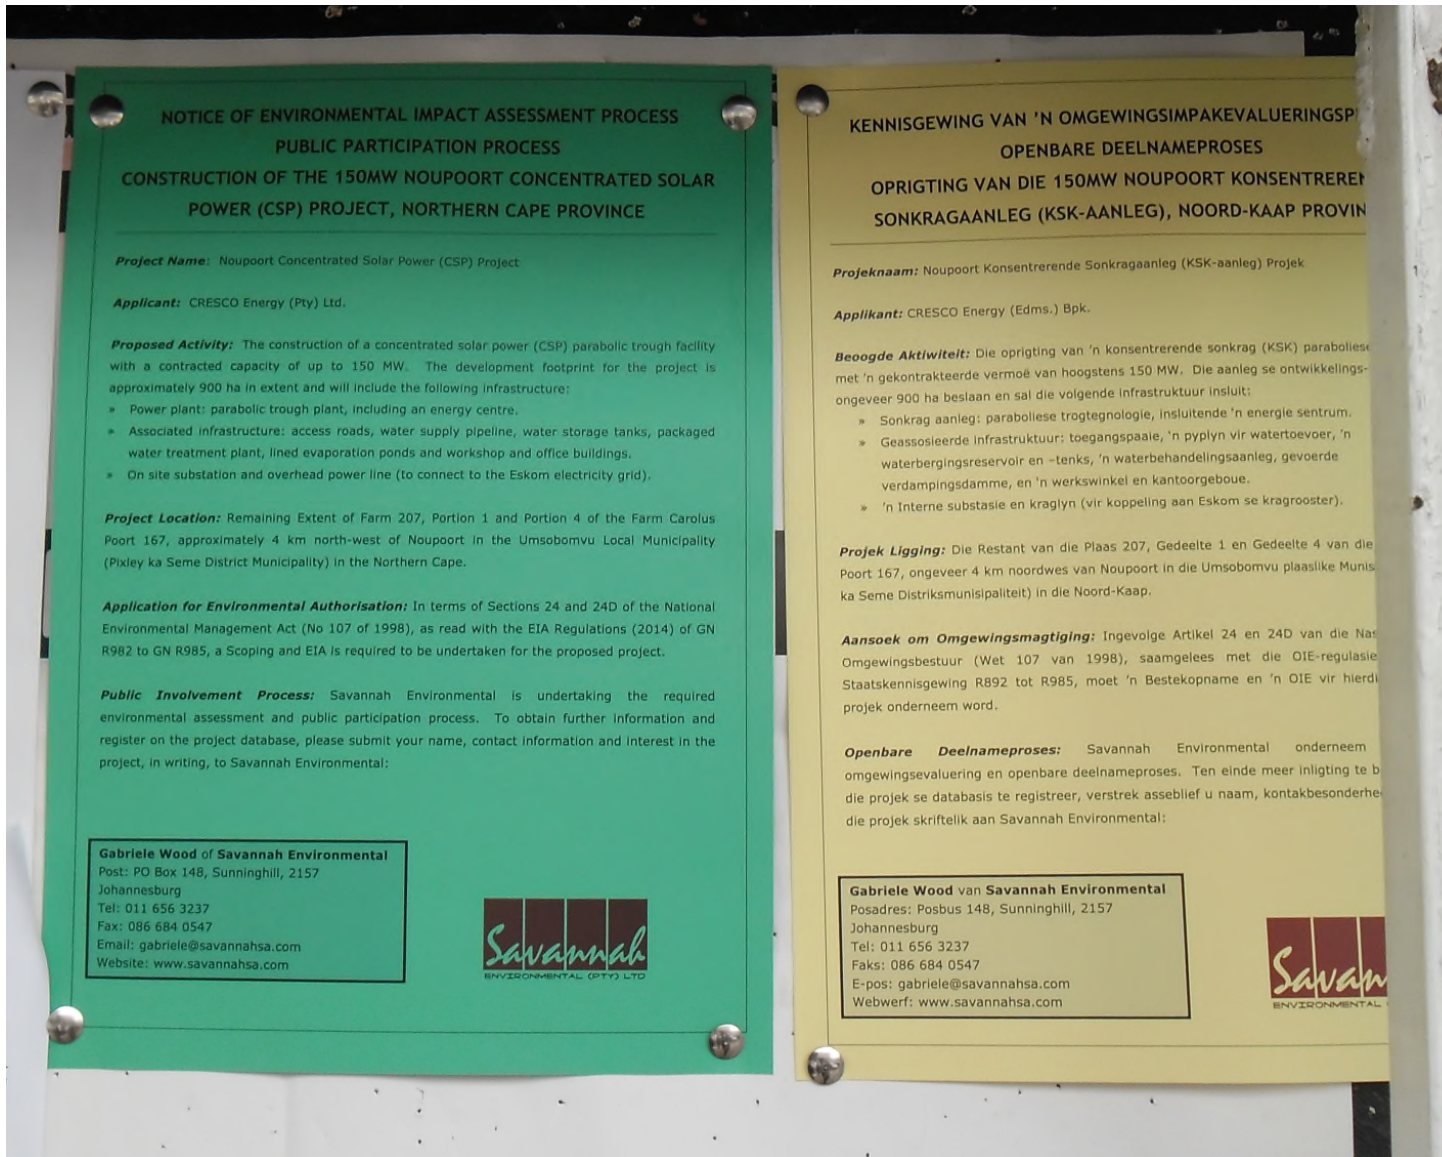 NOTICE OF ENVIRONMENTAL IMPACT ASSESSMENT PROCESS
PUBLIC PARTICIPATION PROCESS
CONSTRUCTION OF THE 150MW NOUPOORT CONCENTRATED SOLAR
POWER (CSP) PROJECT, NORTHERN CAPE PROVINCE
Project Name: Noupoort Concentrated Solar Power (CSP) Project
Applicant: CRESCO Energy (Pty) Ltd.
Proposed Activity: The construction of a concentrated solar power (CSP) parabolic trough facility
with a contracted capacity of up to 150 MW. The development footprint for the project is
approximately 900 ha in extent and will include the following infrastructure:
» Power plant: parabolic trough plant, including an energy centre.
» Associated infrastructure: access roads, water supply pipeline, water storage tanks, packaged
water treatment plant, lined evaporation ponds and workshop and office buildings.
» On site substation and overhead power line (to connect to the Eskom electricity grid).
Project Location: Remaining Extent of Farm 207, Portion 1 and Portion 4 of the Farm Carolus
Poort 167, approximately 4 km north-west of Noupoort in the Umsobomvu Local Municipality
(Pixley ka Seme District Municipality) in the Northern Cape.
Application for Environmental Authorisation: In terms of Sections 24 and 24D of the National
Environmental Management Act (No 107 of 1998), as read with the EIA Regulations (2014) of GN
R982 to GN R985, a Scoping and EIA is required to be undertaken for the proposed project.
Public Involvement Process: Savannah Environmental is undertaking the required
environmental assessment and public participation process. To obtain further information and
register on the project database, please submit your name, contact information and interest in the
project, in writing, to Savannah Environmental:
Gabriele Wood of Savannah Environmental
Post: PO Box 148, Sunninghill, 2157
Johannesburg
Tel: 011 656 3237
Fax: 086 684 0547
Email: gabriele@savannahsa.com
Website: www.savannahsa.com
Savannah
ENVIRONMENTAL (PTY) LTD
KENNISGEWING VAN 'N OMGEWINGSIMPAKEVALUERINGSP
OPENBARE DEELNAMEPROSES
OPRIGTING VAN DIE 150MW NOUPOORT KONSENTREREN
SONKRAGAANLEG (KSK-AANLEG), NOORD-KAAP PROVIN
Projeknaam: Noupoort Konsentrerende Sonkragaanleg (KSK-aanleg) Projek
Applikant: CRESCO Energy (Edms.) Bpk.
Beoogde Aktiwiteit: Die oprigting van 'n konsentrerende sonkrag (KSK) paraboliese
met 'n gekontrakteerde vermoë van hoogstens 150 MW. Die aanleg se ontwikkelings-
ongeveer 900 ha beslaan en sal die volgende infrastruktuur insluit:
» Sonkrag aanleg: paraboliese trogtegnologie, insluitende 'n energie sentrum.
» Geassosieerde infrastruktuur: toegangspaaie, 'n pyplyn vir watertoevoer, 'n
waterbergingsreservoir en –tenks, 'n waterbehandelingsaanleg, gevoerde
verdampingsdamme, en 'n werkswinkel en kantoorgeboue.
» 'n Interne substasie en kraglyn (vir koppeling aan Eskom se kragrooster).
Projek Ligging: Die Restant van die Plaas 207, Gedeelte 1 en Gedeelte 4 van die
Poort 167, ongeveer 4 km noordwes van Noupoort in die Umsobomvu plaaslike Munis
ka Seme Distriksmunisipaliteit) in die Noord-Kaap.
Aansoek om Omgewingsmagtiging: Ingevolge Artikel 24 en 24D van die Nas
Omgewingsbestuur (Wet 107 van 1998), saamgelees met die OIE-regulasie
Staatskennisgewing R892 tot R985, moet 'n Bestekopname en 'n OIE vir hierdi
projek onderneem word.
Openbare Deelnameproses: Savannah Environmental onderneem
omgewingsevaluering en openbare deelnameproses. Ten einde meer inligting te b
die projek se databasis te registreer, verstrek asseblief u naam, kontakbesonderhe
die projek skriftelik aan Savannah Environmental:
Gabriele Wood van Savannah Environmental
Posadres: Posbus 148, Sunninghill, 2157
Johannesburg
Tel: 011 656 3237
Faks: 086 684 0547
E-pos: gabriele@savannahsa.com
Webwerf: www.savannahsa.com
Savann
ENVIRONMENTAL